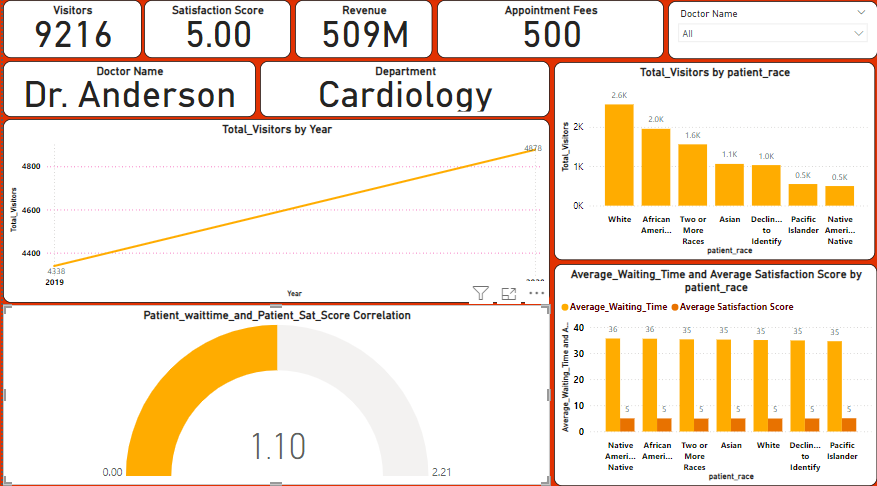 Visitors
9216
Satisfaction Score
5.00
Revenue
509M
Appointment Fees
500
Doctor Name
All
Doctor Name
Dr. Anderson
Department
Cardiology
Total_Visitors by Year
Total_Visitors
4800
4600
4400
4338
4878
2019
Year
Total_Visitors by patient_race
Total_Visitors
2K
1K
0K
2.6K
2.0K
1.6K
1.1K
1.0K
0.5K
0.5K
White
African
Ameri...
Two or
More
Races
Asian
Declin...
to
Identify
Pacific
Islander
Native
Ameri...
Native
patient_race
Patient_waittime_and_Patient_Sat_Score Correlation
1.10
0.00
2.21
Average_Waiting_Time and Average Satisfaction Score by
patient_race
Average_Waiting_Time
Average Satisfaction Score
Average_Waiting_Time and A...
40
30
20
10
0
36
5
36
5
35
5
35
5
35
5
35
5
35
5
Native
Ameri...
Native
African
Ameri...
Two or
More
Races
Asian
White
Declin...
to
Identify
Pacific
Islander
patient_race